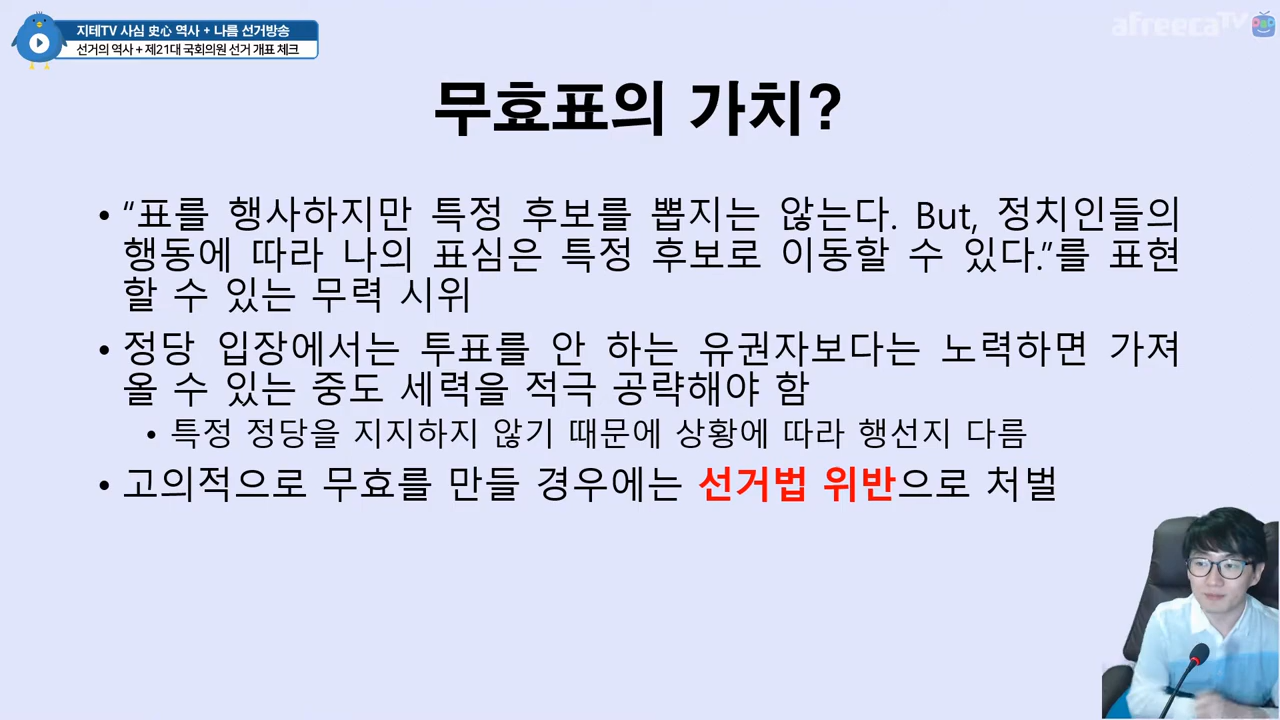 지테TV 사심 史心 역사 + 나름 선거방송
선거의 역사 + 제21대 국회의원 선거 개표 체크
afreecaTV
무효표의 가치?
• “표를 행사하지만 특정 후보를 뽑지는 않는다. But, 정치인들의
행동에 따라 나의 표심은 특정 후보로 이동할 수 있다.”를 표현
할 수 있는 무력 시위
• 정당 입장에서는 투표를 안 하는 유권자보다는 노력하면 가져
올 수 있는 중도 세력을 적극 공략해야 함
• 특정 정당을 지지하지 않기 때문에 상황에 따라 행선지 다름
• 고의적으로 무효를 만들 경우에는 선거법 위반으로 처벌